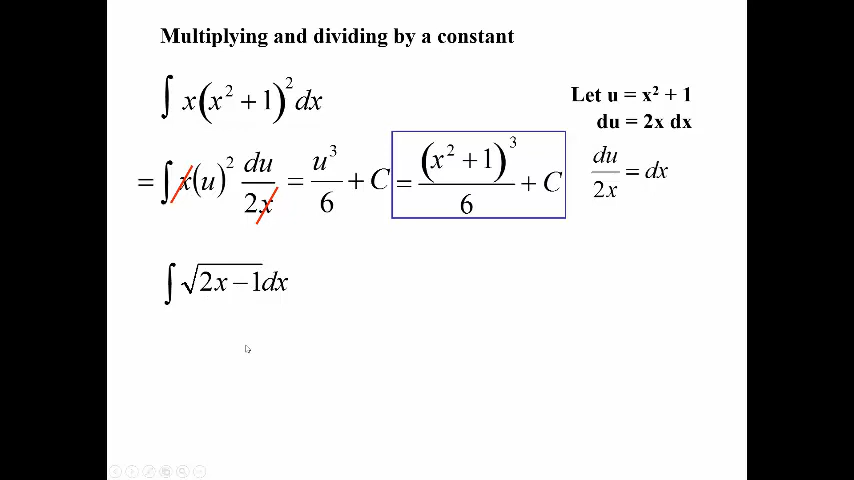 Multiplying and dividing by a constant
∫ x(x² + 1)² dx
Let u = x² + 1
du = 2x dx
du/2x = dx
= ∫ x(u)² du/2x = u³/6 + C = (x² + 1)³/6 + C
∫ √(2x − 1) dx